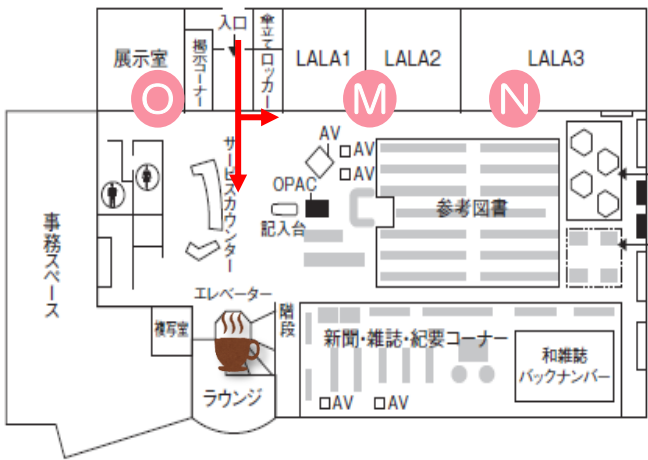 入口
傘立て
ロッカー
掲示コーナー
展示室
LALA1
LALA2
LALA3
O
M
N
サービスカウンター
AV
AV
AV
OPAC
記入台
参考図書
事務スペース
エレベーター
階段
複写室
ラウンジ
新聞・雑誌・紀要コーナー
和雑誌
バックナンバー
AV
AV